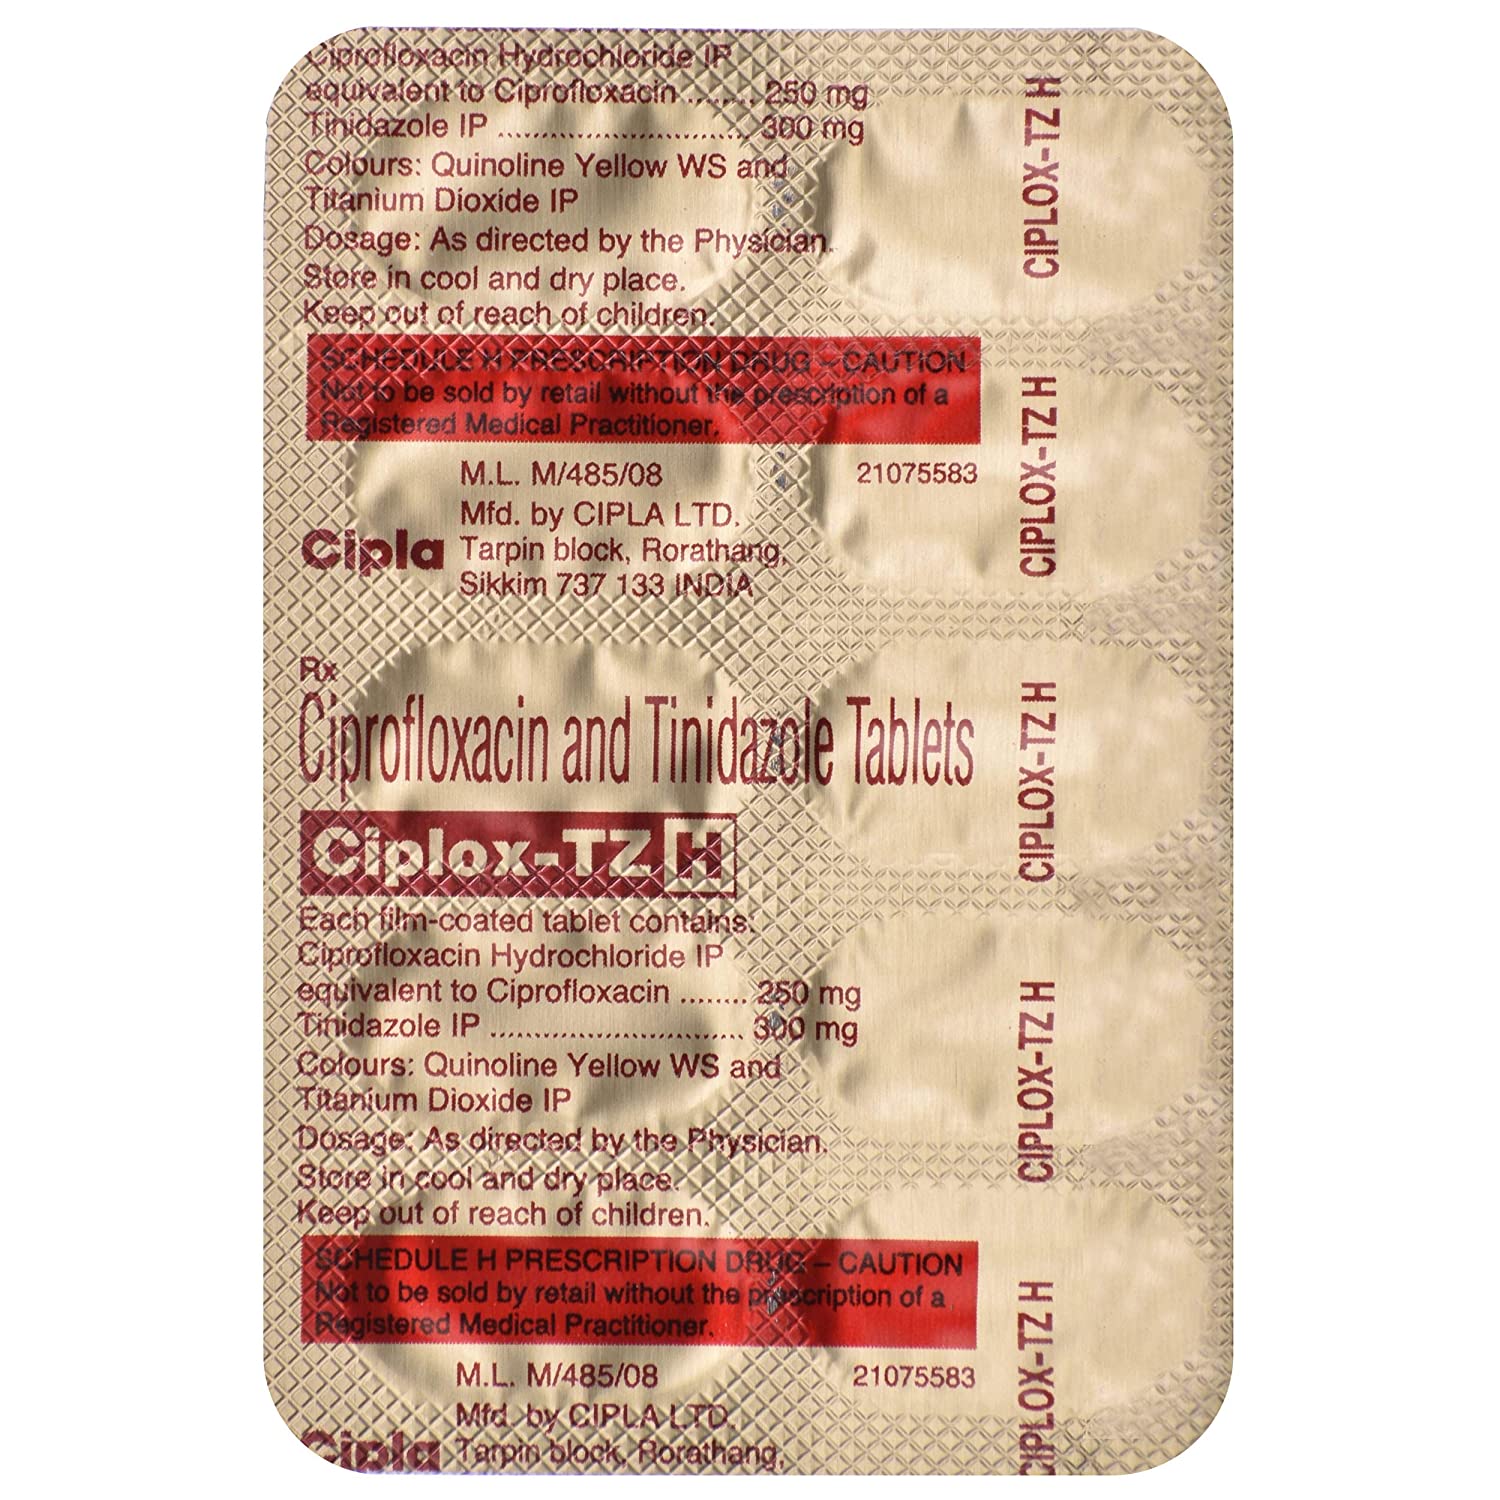 Ciprofloxacin Hydrochloride IP
equivalent to Ciprofloxacin ........ 250 mg
Tinidazole IP ............................ 300 mg
Colours: Quinoline Yellow WS and
Titanium Dioxide IP
Dosage: As directed by the Physician.
Store in cool and dry place.
Keep out of reach of children.
SCHEDULE H PRESCRIPTION DRUG – CAUTION
Not to be sold by retail without the prescription of a
Registered Medical Practitioner.
M.L. M/485/08 21075583
Mfd. by CIPLA LTD.
Cipla Tarpin block, Rorathang,
Sikkim 737 133 INDIA
Rx
Ciprofloxacin and Tinidazole Tablets
Ciplox-TZ H
Each film-coated tablet contains:
Ciprofloxacin Hydrochloride IP
equivalent to Ciprofloxacin ........ 250 mg
Tinidazole IP ............................ 300 mg
Colours: Quinoline Yellow WS and
Titanium Dioxide IP
Dosage: As directed by the Physician.
Store in cool and dry place.
Keep out of reach of children.
SCHEDULE H PRESCRIPTION DRUG – CAUTION
Not to be sold by retail without the prescription of a
Registered Medical Practitioner.
M.L. M/485/08 21075583
Mfd. by CIPLA LTD.
Cipla Tarpin block, Rorathang,
CIPLOX-TZ H
CIPLOX-TZ H
CIPLOX-TZ H
CIPLOX-TZ H
CIPLOX-TZ H